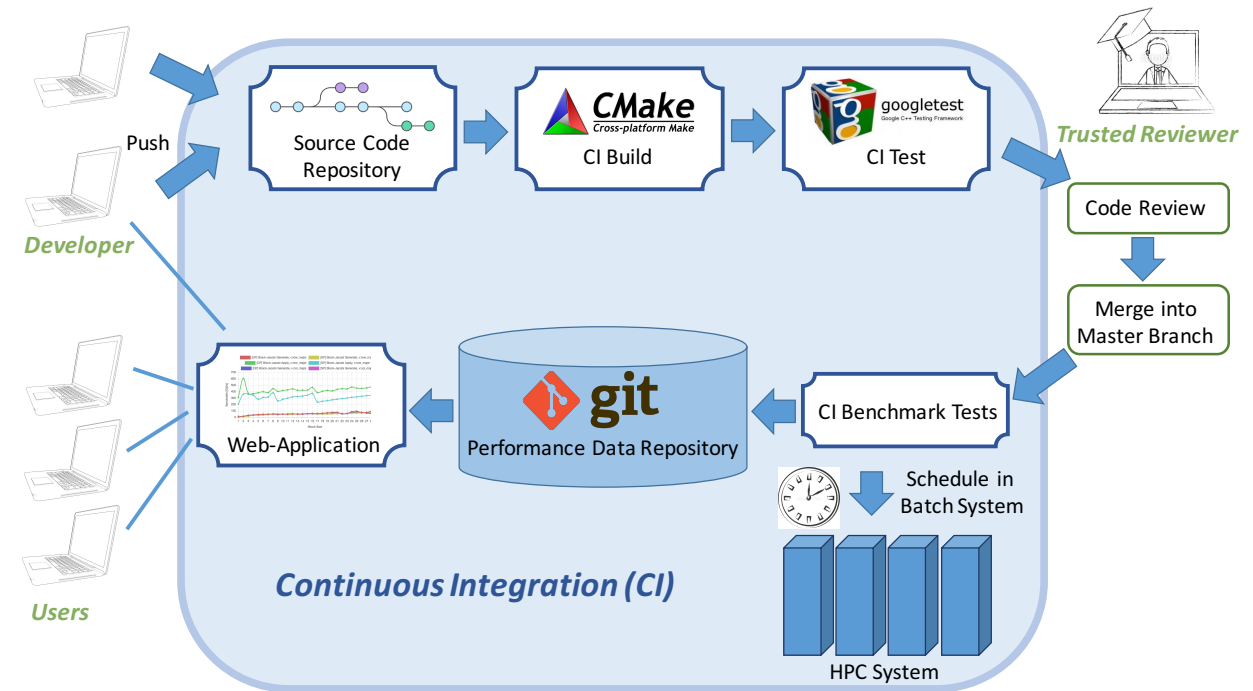 Push
Developer
Users
Source Code
Repository
CMake
Cross-platform Make
CI Build
googletest
Google C++ Testing Framework
CI Test
Trusted Reviewer
Code Review
Merge into
Master Branch
CI Benchmark Tests
Schedule in
Batch System
HPC System
git
Performance Data Repository
Web-Application
Continuous Integration (CI)